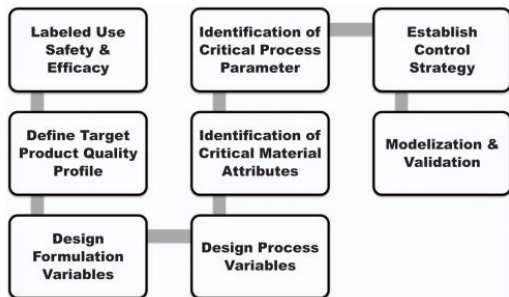 Labeled Use
Safety &
Efficacy
Define Target
Product Quality
Profile
Design
Formulation
Variables
Design Process
Variables
Identification of
Critical Material
Attributes
Identification of
Critical Process
Parameter
Establish
Control
Strategy
Modelization &
Validation